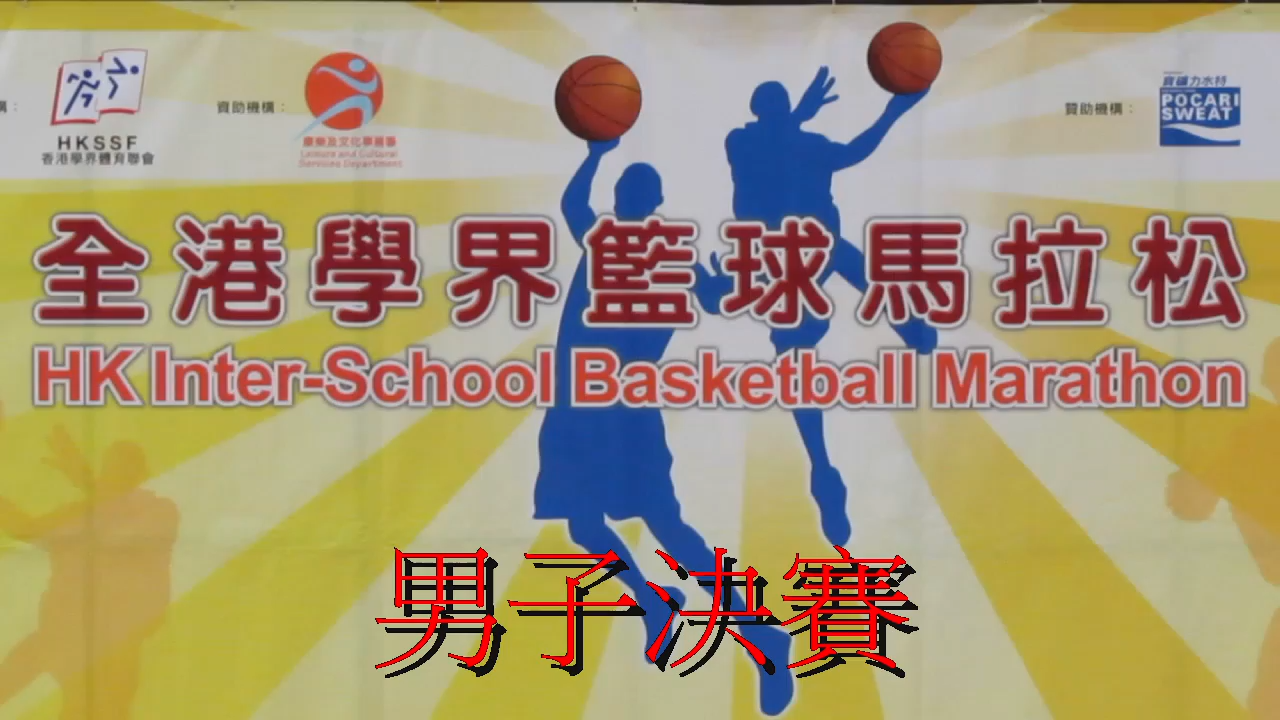 構：
HKSSF
香港學界體育聯會
資助機構：
康樂及文化事務署
Leisure and Cultural
Services Department
贊助機構：
寶礦力水特
POCARI
SWEAT
全港學界籃球馬拉松
HK Inter-School Basketball Marathon
男子決賽